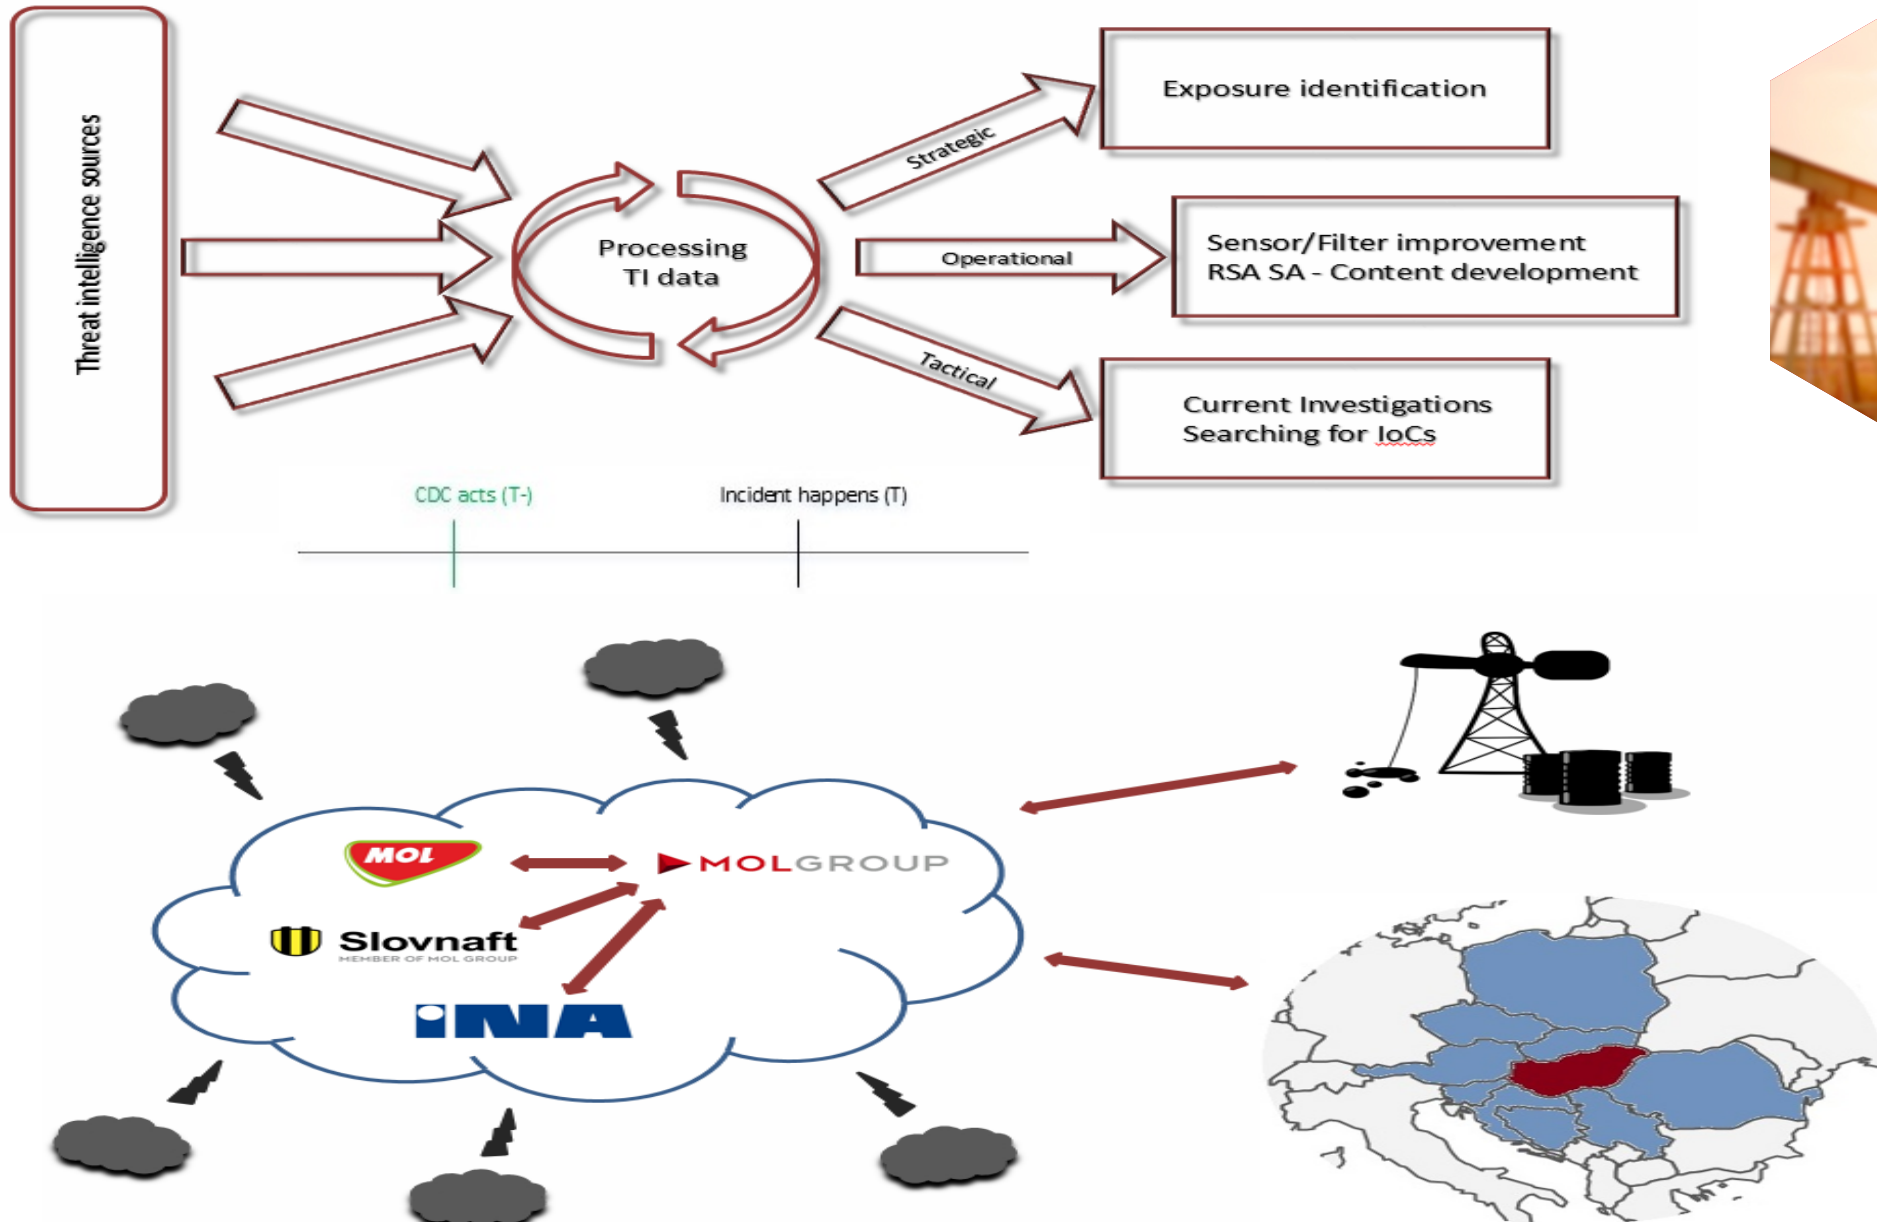 Threat intelligence sources
Processing
TI data
Strategic
Operational
Tactical
Exposure identification
Sensor/Filter improvement
RSA SA - Content development
Current Investigations
Searching for IoCs
CDC acts (T-)
Incident happens (T)
MOL
MOLGROUP
Slovnaft
MEMBER OF MOL GROUP
iNA